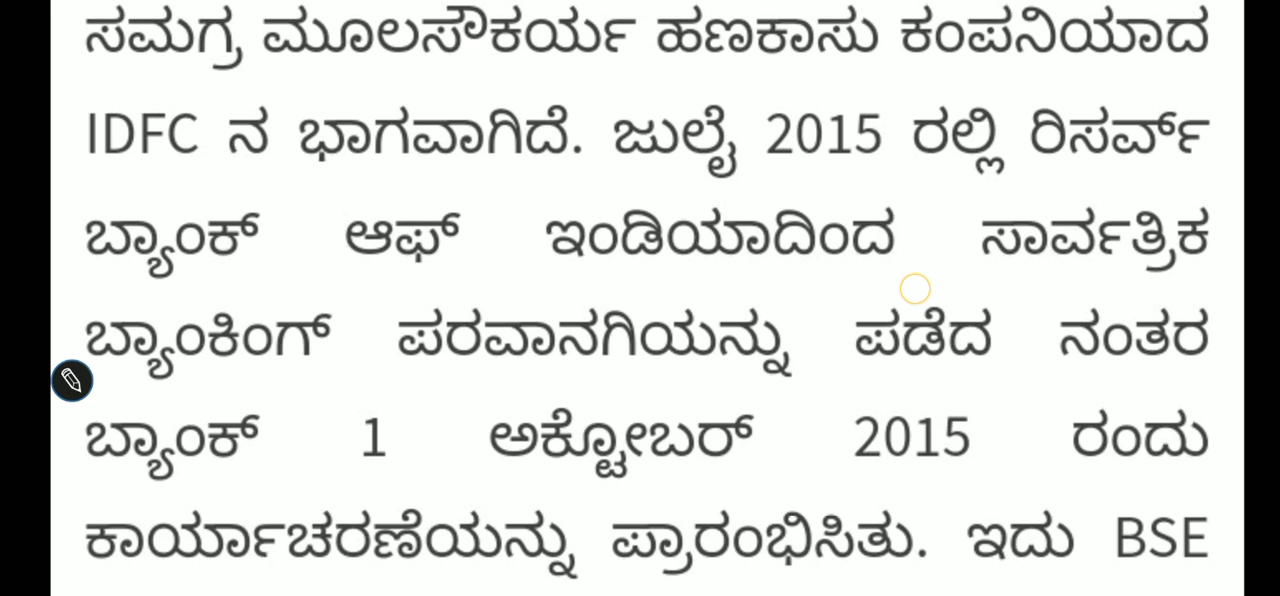 ಸಮಗ್ರ ಮೂಲಸೌಕರ್ಯ ಹಣಕಾಸು ಕಂಪನಿಯಾದ
IDFC ನ ಭಾಗವಾಗಿದೆ. ಜುಲೈ 2015 ರಲ್ಲಿ ರಿಸರ್ವ್
ಬ್ಯಾಂಕ್ ಆಫ್ ಇಂಡಿಯಾದಿಂದ ಸಾರ್ವತ್ರಿಕ
ಬ್ಯಾಂಕಿಂಗ್ ಪರವಾನಗಿಯನ್ನು ಪಡೆದ ನಂತರ
ಬ್ಯಾಂಕ್ 1 ಅಕ್ಟೋಬರ್ 2015 ರಂದು
ಕಾರ್ಯಾಚರಣೆಯನ್ನು ಪ್ರಾರಂಭಿಸಿತು. ಇದು BSE